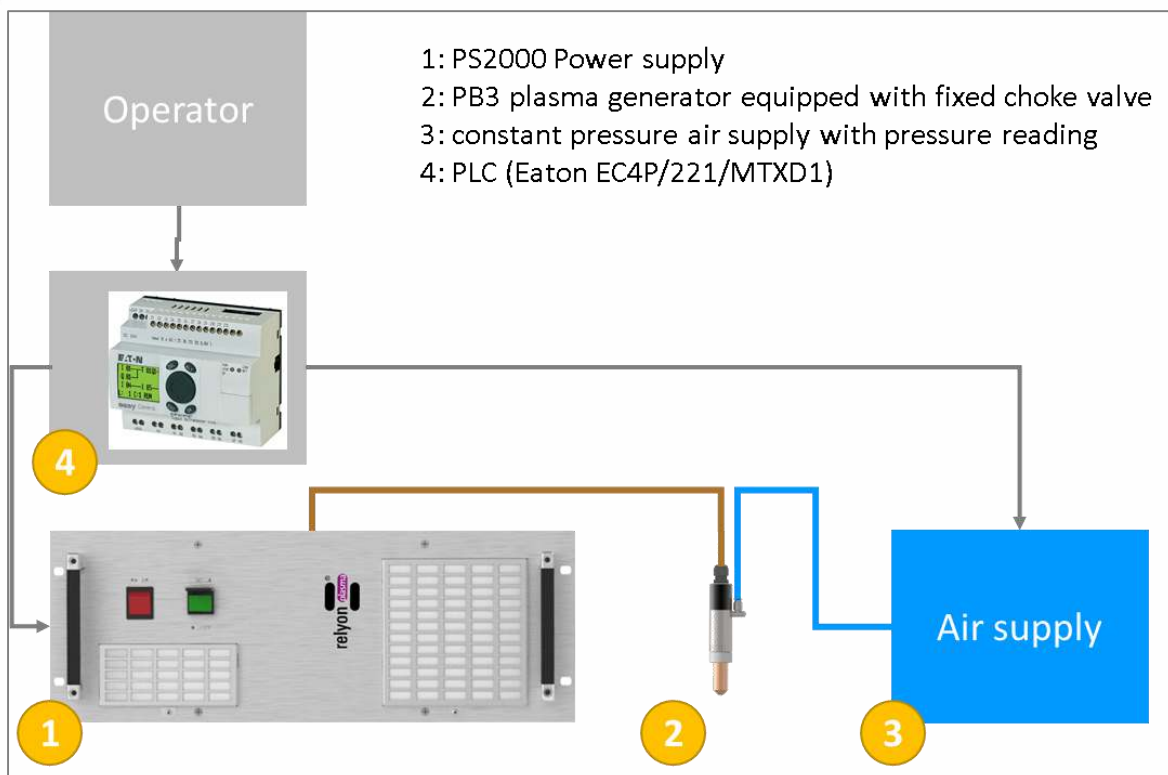 Operator
1: PS2000 Power supply
2: PB3 plasma generator equipped with fixed choke valve
3: constant pressure air supply with pressure reading
4: PLC (Eaton EC4P/221/MTXD1)
4
relyon plasma
Air supply
1
2
3